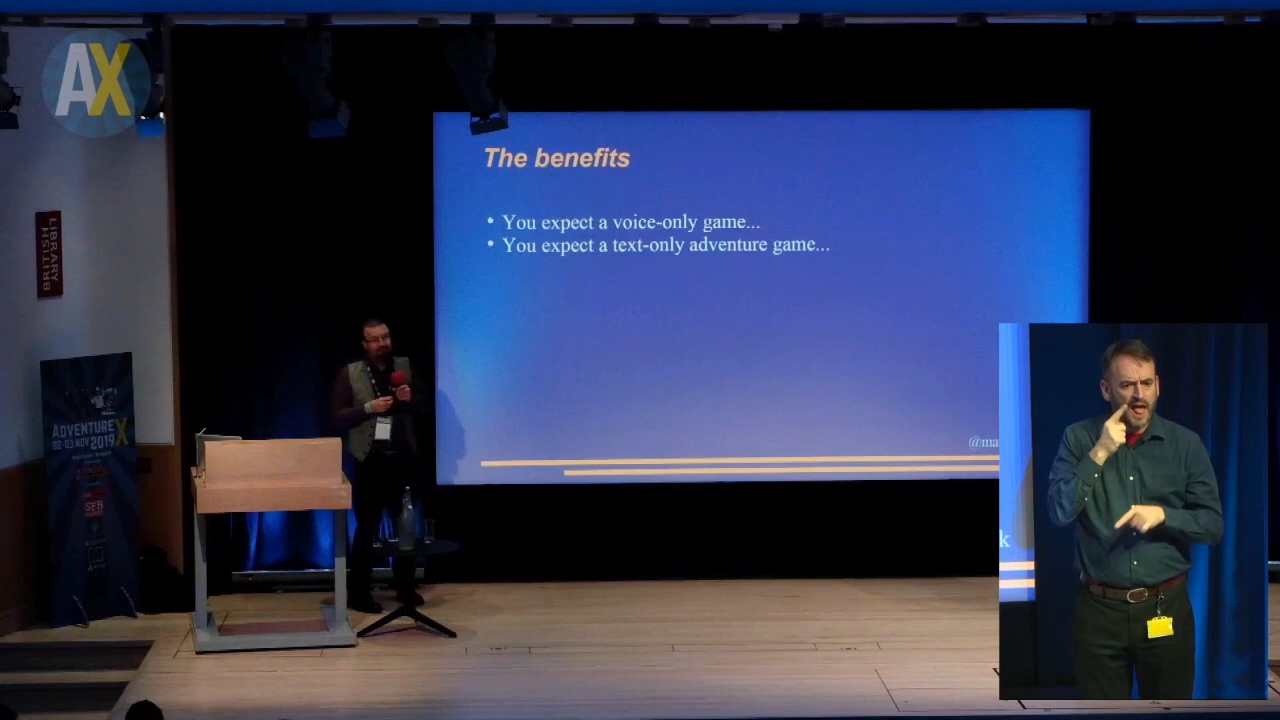 AX
The benefits
• You expect a voice-only game...
• You expect a text-only adventure game...
BRITISH
LIBRARY
ADVENTURE X
02-03 NOV 2019
SFB
@ma
k